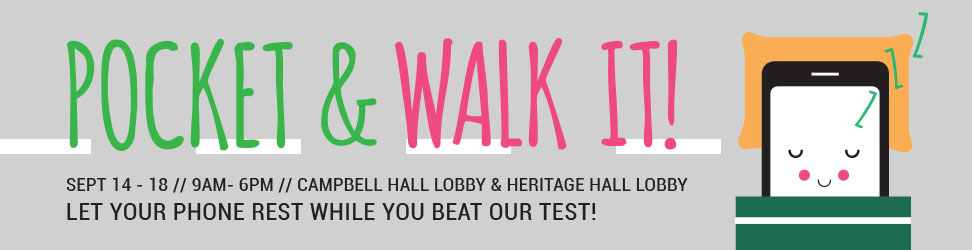 POCKET & WALK IT!
SEPT 14 - 18 // 9AM- 6PM // CAMPBELL HALL LOBBY & HERITAGE HALL LOBBY
LET YOUR PHONE REST WHILE YOU BEAT OUR TEST!
Z
Z
Z